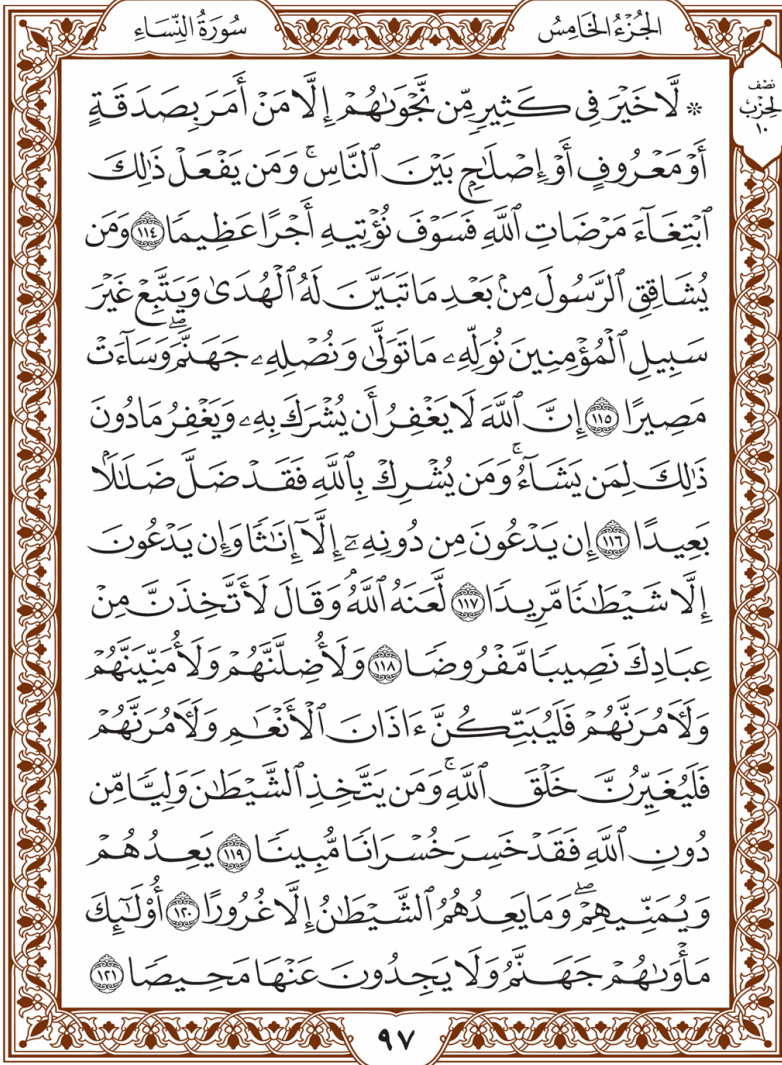 الجُزْءُ الخَامِسُ
سُورَةُ النِّسَاءِ
نصف
الحزب
١٠
۞ لَّا خَيْرَ فِى كَثِيرٍ مِّن نَّجْوَىٰهُمْ إِلَّا مَنْ أَمَرَ بِصَدَقَةٍ
أَوْ مَعْرُوفٍ أَوْ إِصْلَٰحٍۭ بَيْنَ ٱلنَّاسِۚ وَمَن يَفْعَلْ ذَٰلِكَ
ٱبْتِغَآءَ مَرْضَاتِ ٱللَّهِ فَسَوْفَ نُؤْتِيهِ أَجْرًا عَظِيمًا ١١٤ وَمَن
يُشَاقِقِ ٱلرَّسُولَ مِنۢ بَعْدِ مَا تَبَيَّنَ لَهُ ٱلْهُدَىٰ وَيَتَّبِعْ غَيْرَ
سَبِيلِ ٱلْمُؤْمِنِينَ نُوَلِّهِۦ مَا تَوَلَّىٰ وَنُصْلِهِۦ جَهَنَّمَۖ وَسَآءَتْ
مَصِيرًا ١١٥ إِنَّ ٱللَّهَ لَا يَغْفِرُ أَن يُشْرَكَ بِهِۦ وَيَغْفِرُ مَا دُونَ
ذَٰلِكَ لِمَن يَشَآءُۚ وَمَن يُشْرِكْ بِٱللَّهِ فَقَدْ ضَلَّ ضَلَٰلًۢا
بَعِيدًا ١١٦ إِن يَدْعُونَ مِن دُونِهِۦٓ إِلَّآ إِنَٰثًا وَإِن يَدْعُونَ
إِلَّا شَيْطَٰنًا مَّرِيدًا ١١٧ لَّعَنَهُ ٱللَّهُۘ وَقَالَ لَأَتَّخِذَنَّ مِنْ
عِبَادِكَ نَصِيبًا مَّفْرُوضًا ١١٨ وَلَأُضِلَّنَّهُمْ وَلَأُمَنِّيَنَّهُمْ
وَلَءَامُرَنَّهُمْ فَلَيُبَتِّكُنَّ ءَاذَانَ ٱلْأَنْعَٰمِ وَلَءَامُرَنَّهُمْ
فَلَيُغَيِّرُنَّ خَلْقَ ٱللَّهِۚ وَمَن يَتَّخِذِ ٱلشَّيْطَٰنَ وَلِيًّا مِّن
دُونِ ٱللَّهِ فَقَدْ خَسِرَ خُسْرَانًا مُّبِينًا ١١٩ يَعِدُهُمْ
وَيُمَنِّيهِمْۖ وَمَا يَعِدُهُمُ ٱلشَّيْطَٰنُ إِلَّا غُرُورًا ١٢٠ أُو۟لَٰٓئِكَ
مَأْوَىٰهُمْ جَهَنَّمُ وَلَا يَجِدُونَ عَنْهَا مَحِيصًا ١٢١
٩٧